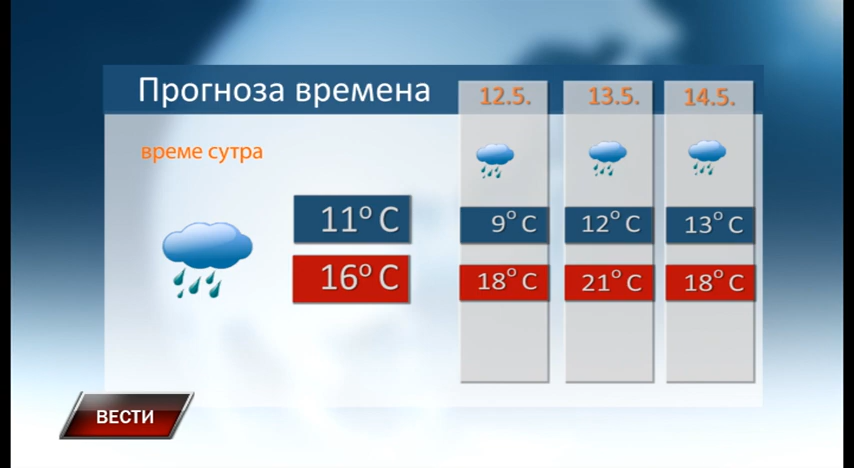 Прогноза времена
време сутра
11° C
16° C
12.5.
13.5.
14.5.
9° C
12° C
13° C
18° C
21° C
18° C
ВЕСТИ